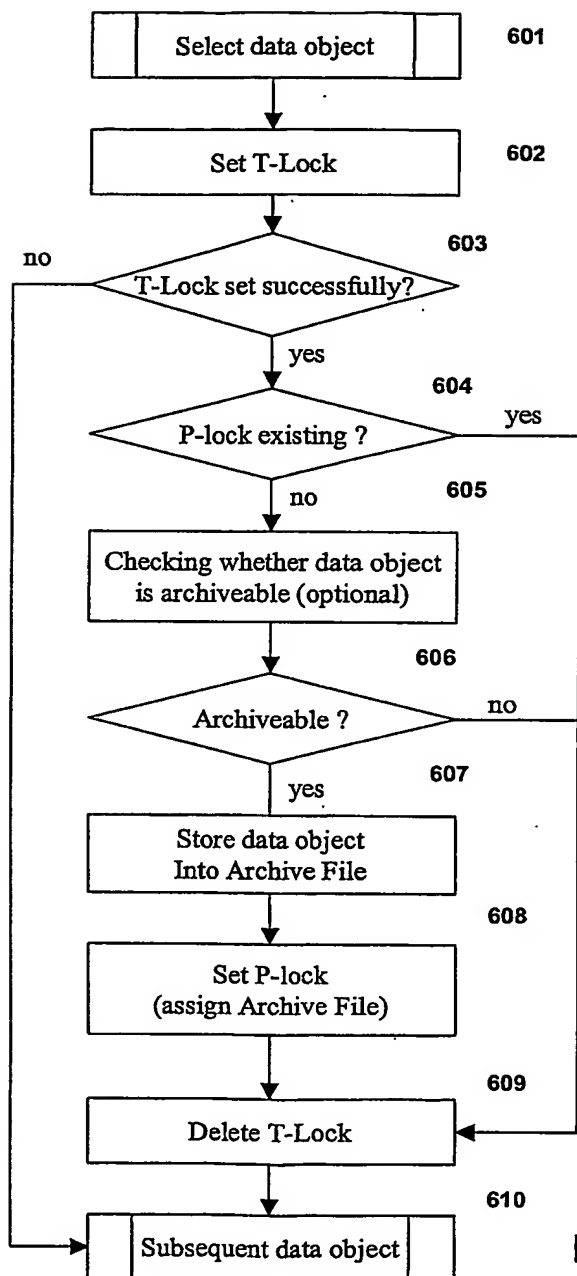 Select data object
601
Set T-Lock
602
603
no
T-Lock set successfully?
yes
604
P-lock existing ?
yes
605
no
Checking whether data object
is archiveable (optional)
606
Archiveable ?
no
607
yes
Store data object
Into Archive File
608
Set P-lock
(assign Archive File)
609
Delete T-Lock
610
Subsequent data object